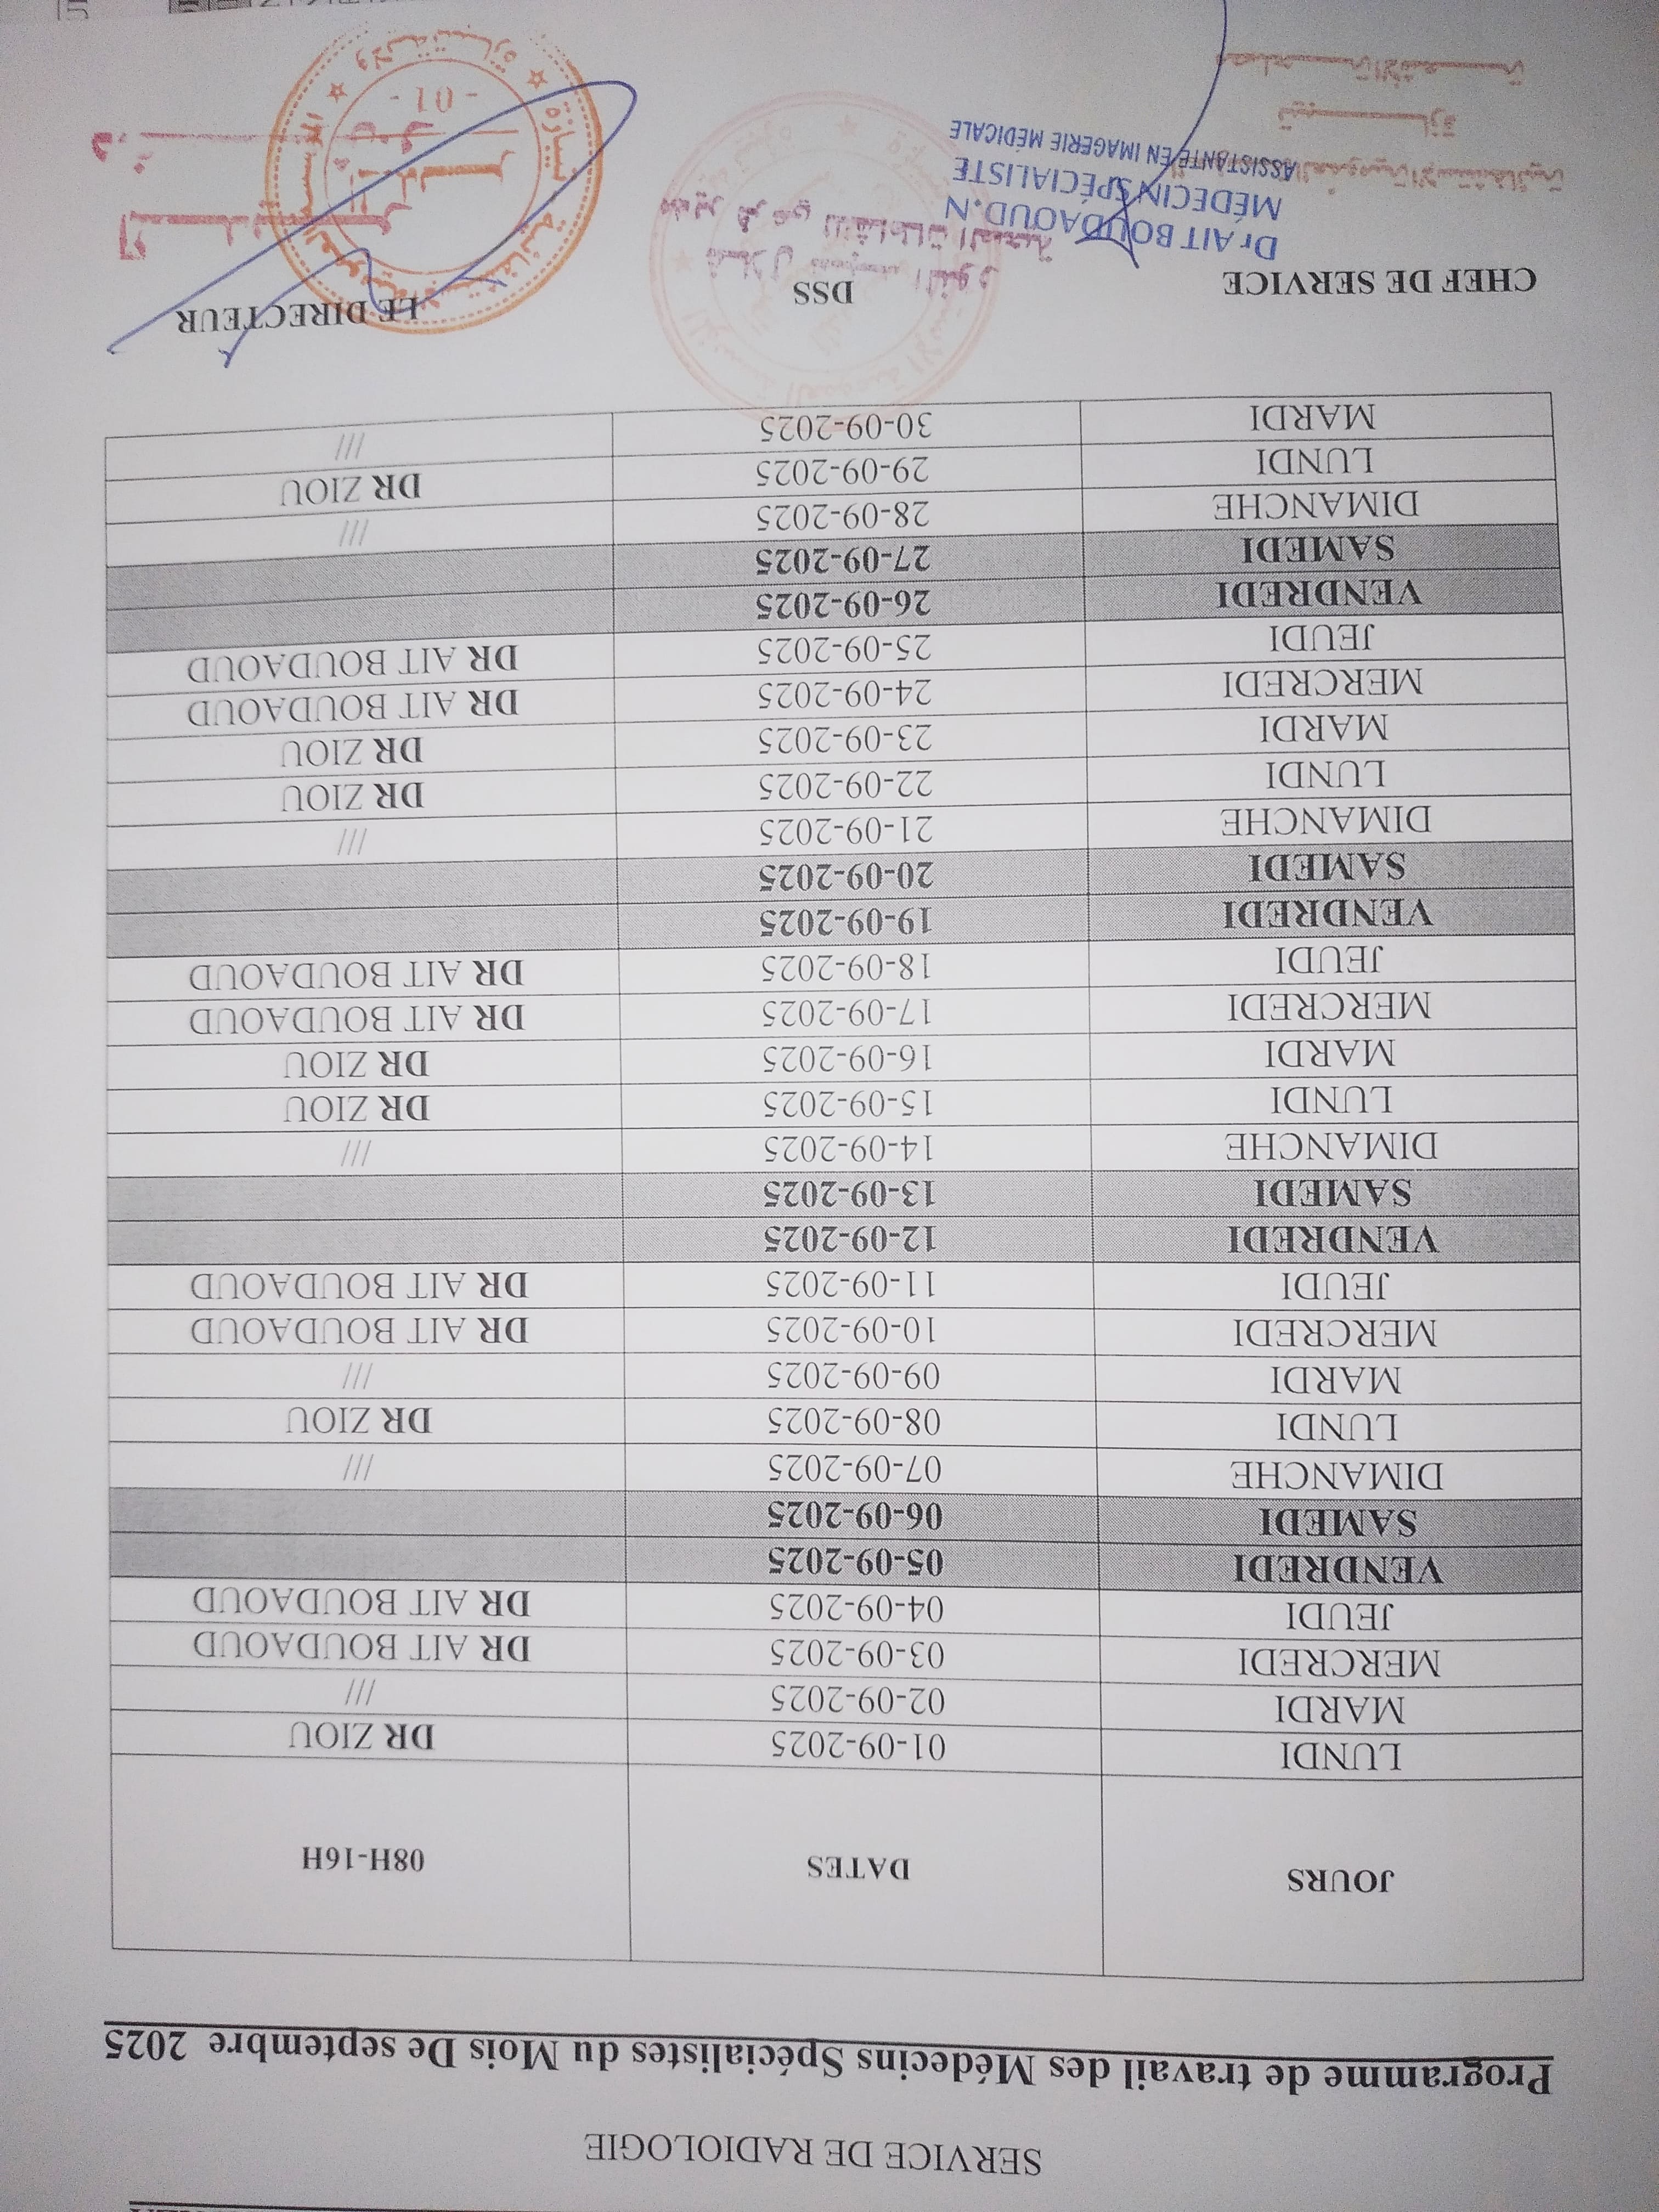 SERVICE DE RADIOLOGIE
Programme de travail des Médecins Spécialistes du Mois De septembre 2025
JOURS DATES 08H-16H
LUNDI 01-09-2025 DR ZIOU
MARDI 02-09-2025 ///
MERCREDI 03-09-2025 DR AIT BOUDAOUD
JEUDI 04-09-2025 DR AIT BOUDAOUD
VENDREDI 05-09-2025
SAMEDI 06-09-2025
DIMANCHE 07-09-2025 ///
LUNDI 08-09-2025 DR ZIOU
MARDI 09-09-2025 ///
MERCREDI 10-09-2025 DR AIT BOUDAOUD
JEUDI 11-09-2025 DR AIT BOUDAOUD
VENDREDI 12-09-2025
SAMEDI 13-09-2025
DIMANCHE 14-09-2025 ///
LUNDI 15-09-2025 DR ZIOU
MARDI 16-09-2025 DR ZIOU
MERCREDI 17-09-2025 DR AIT BOUDAOUD
JEUDI 18-09-2025 DR AIT BOUDAOUD
VENDREDI 19-09-2025
SAMEDI 20-09-2025
DIMANCHE 21-09-2025 ///
LUNDI 22-09-2025 DR ZIOU
MARDI 23-09-2025 DR ZIOU
MERCREDI 24-09-2025 DR AIT BOUDAOUD
JEUDI 25-09-2025 DR AIT BOUDAOUD
VENDREDI 26-09-2025
SAMEDI 27-09-2025
DIMANCHE 28-09-2025 ///
LUNDI 29-09-2025 DR ZIOU
MARDI 30-09-2025 ///
CHEF DE SERVICE DSS LE DIRECTEUR
Dr AIT BOUDAOUD.N
MÉDECIN SPÉCIALISTE
ASSISTANTE EN IMAGERIE MÉDICALE
المؤسسة العمومية الاستشفائية
تيبازة
مصلحة الأشعة
- 01 -